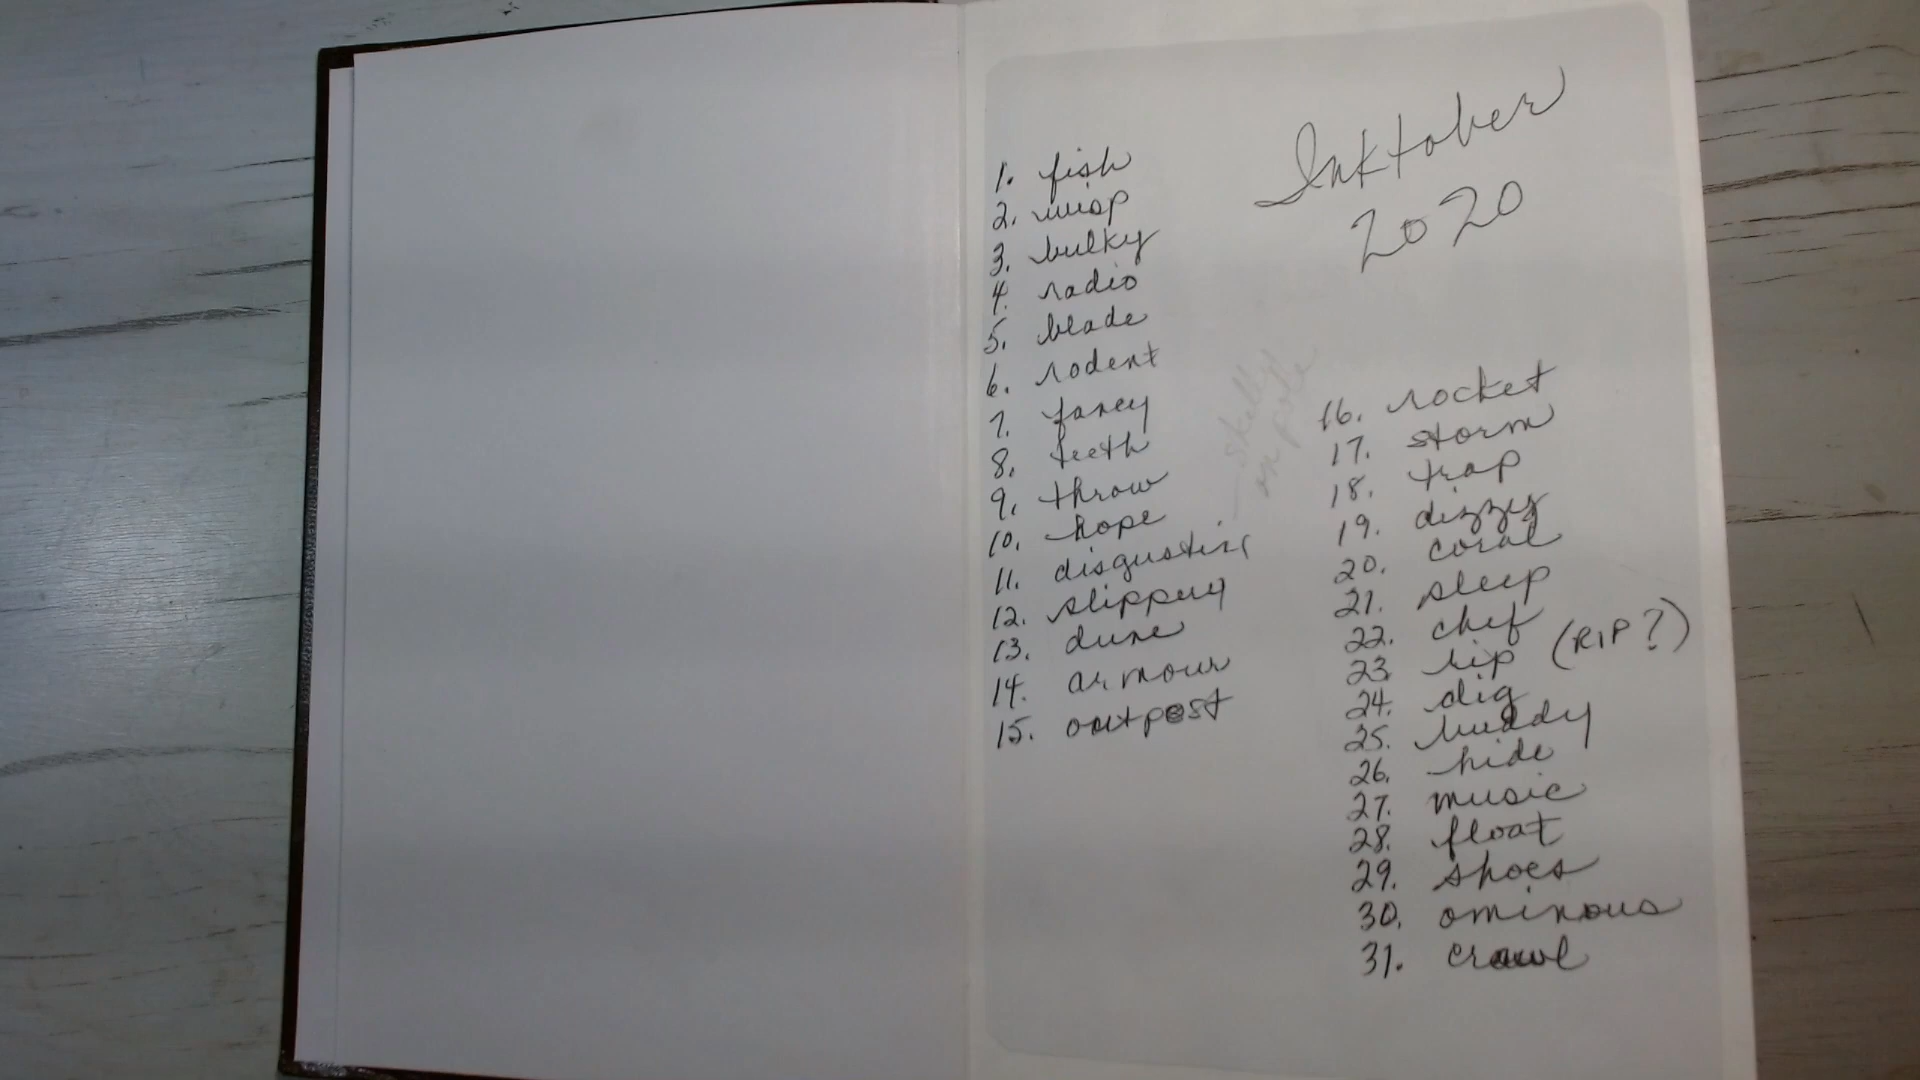 Inktober
2020
1. fish
2. wisp
3. bulky
4. radio
5. blade
6. rodent
7. fancy
8. teeth
9. throw
10. hope
11. disgusting
12. slippery
13. dune
14. armour
15. outpost
skelly
on pole
16. rocket
17. storm
18. trap
19. dizzy
20. coral
21. sleep
22. chef
23 rip (RIP?)
24. dig
25. buddy
26. hide
27. music
28. float
29. shoes
30. ominous
31. crawl